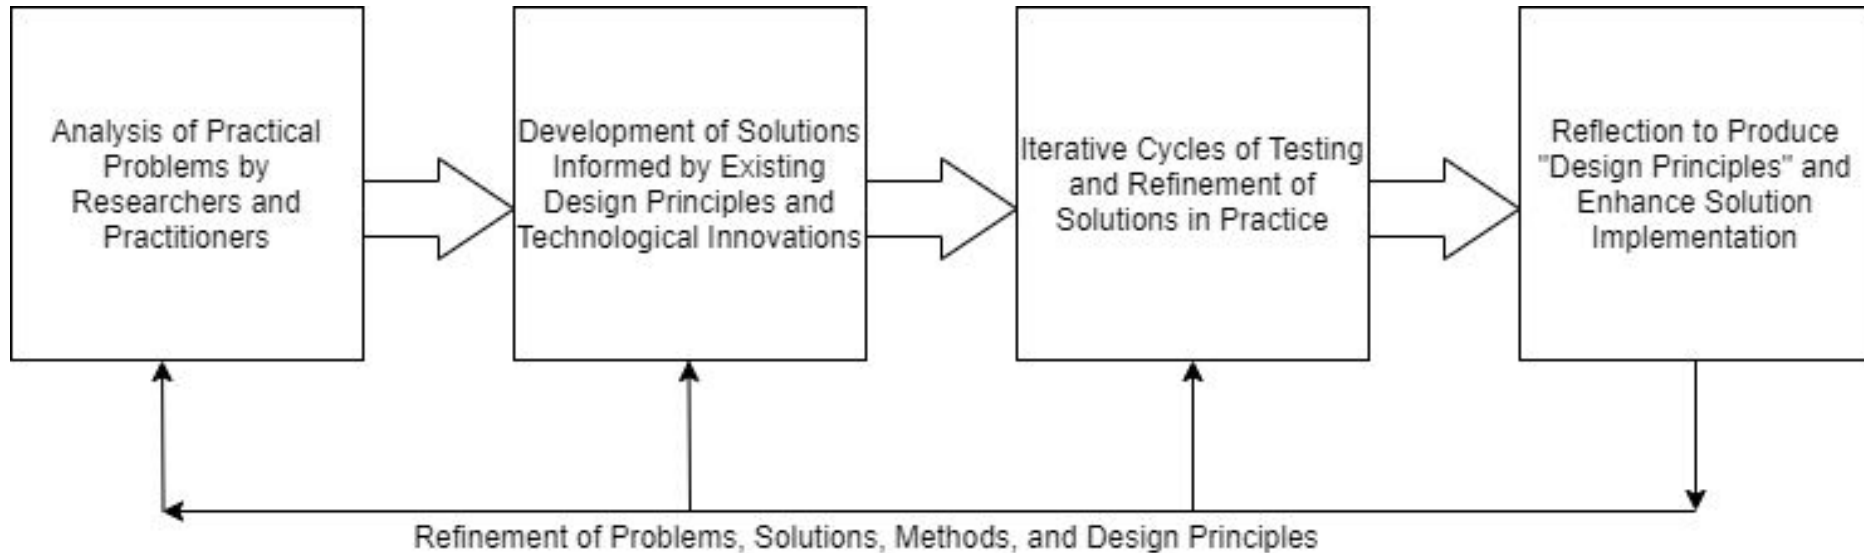 Analysis of Practical
Problems by
Researchers and
Practitioners
Development of Solutions
Informed by Existing
Design Principles and
Technological Innovations
Iterative Cycles of Testing
and Refinement of
Solutions in Practice
Reflection to Produce
"Design Principles" and
Enhance Solution
Implementation
Refinement of Problems, Solutions, Methods, and Design Principles